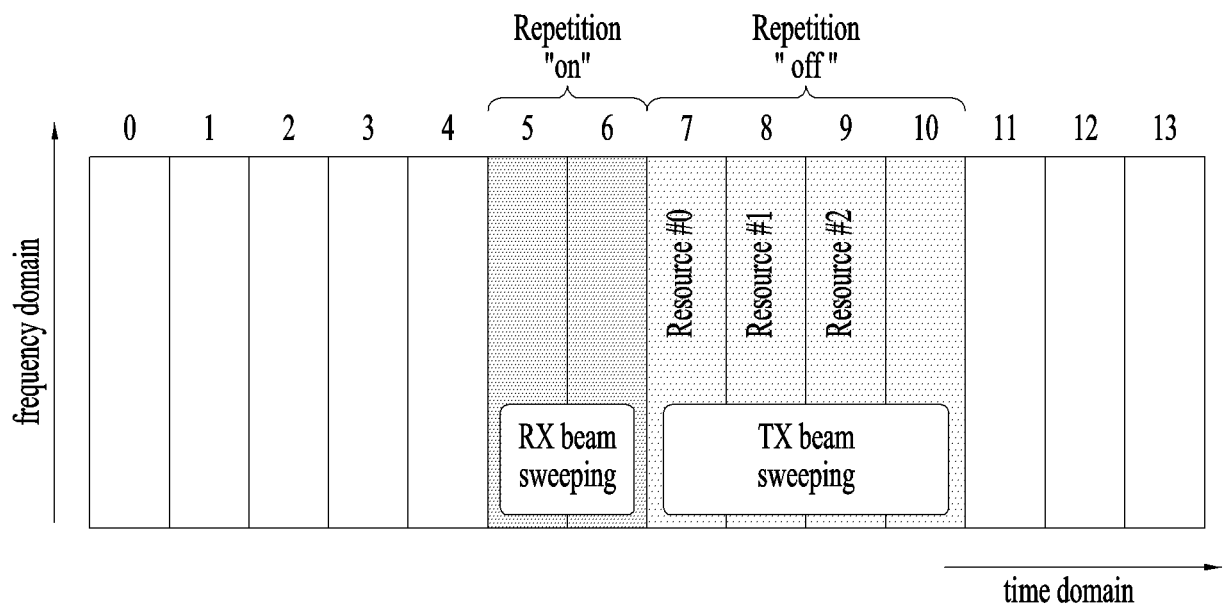 Repetition
"on"
Repetition
" off "
0 1 2 3 4 5 6 7 8 9 10 11 12 13
frequency domain
Resource #0
Resource #1
Resource #2
RX beam
sweeping
TX beam
sweeping
time domain